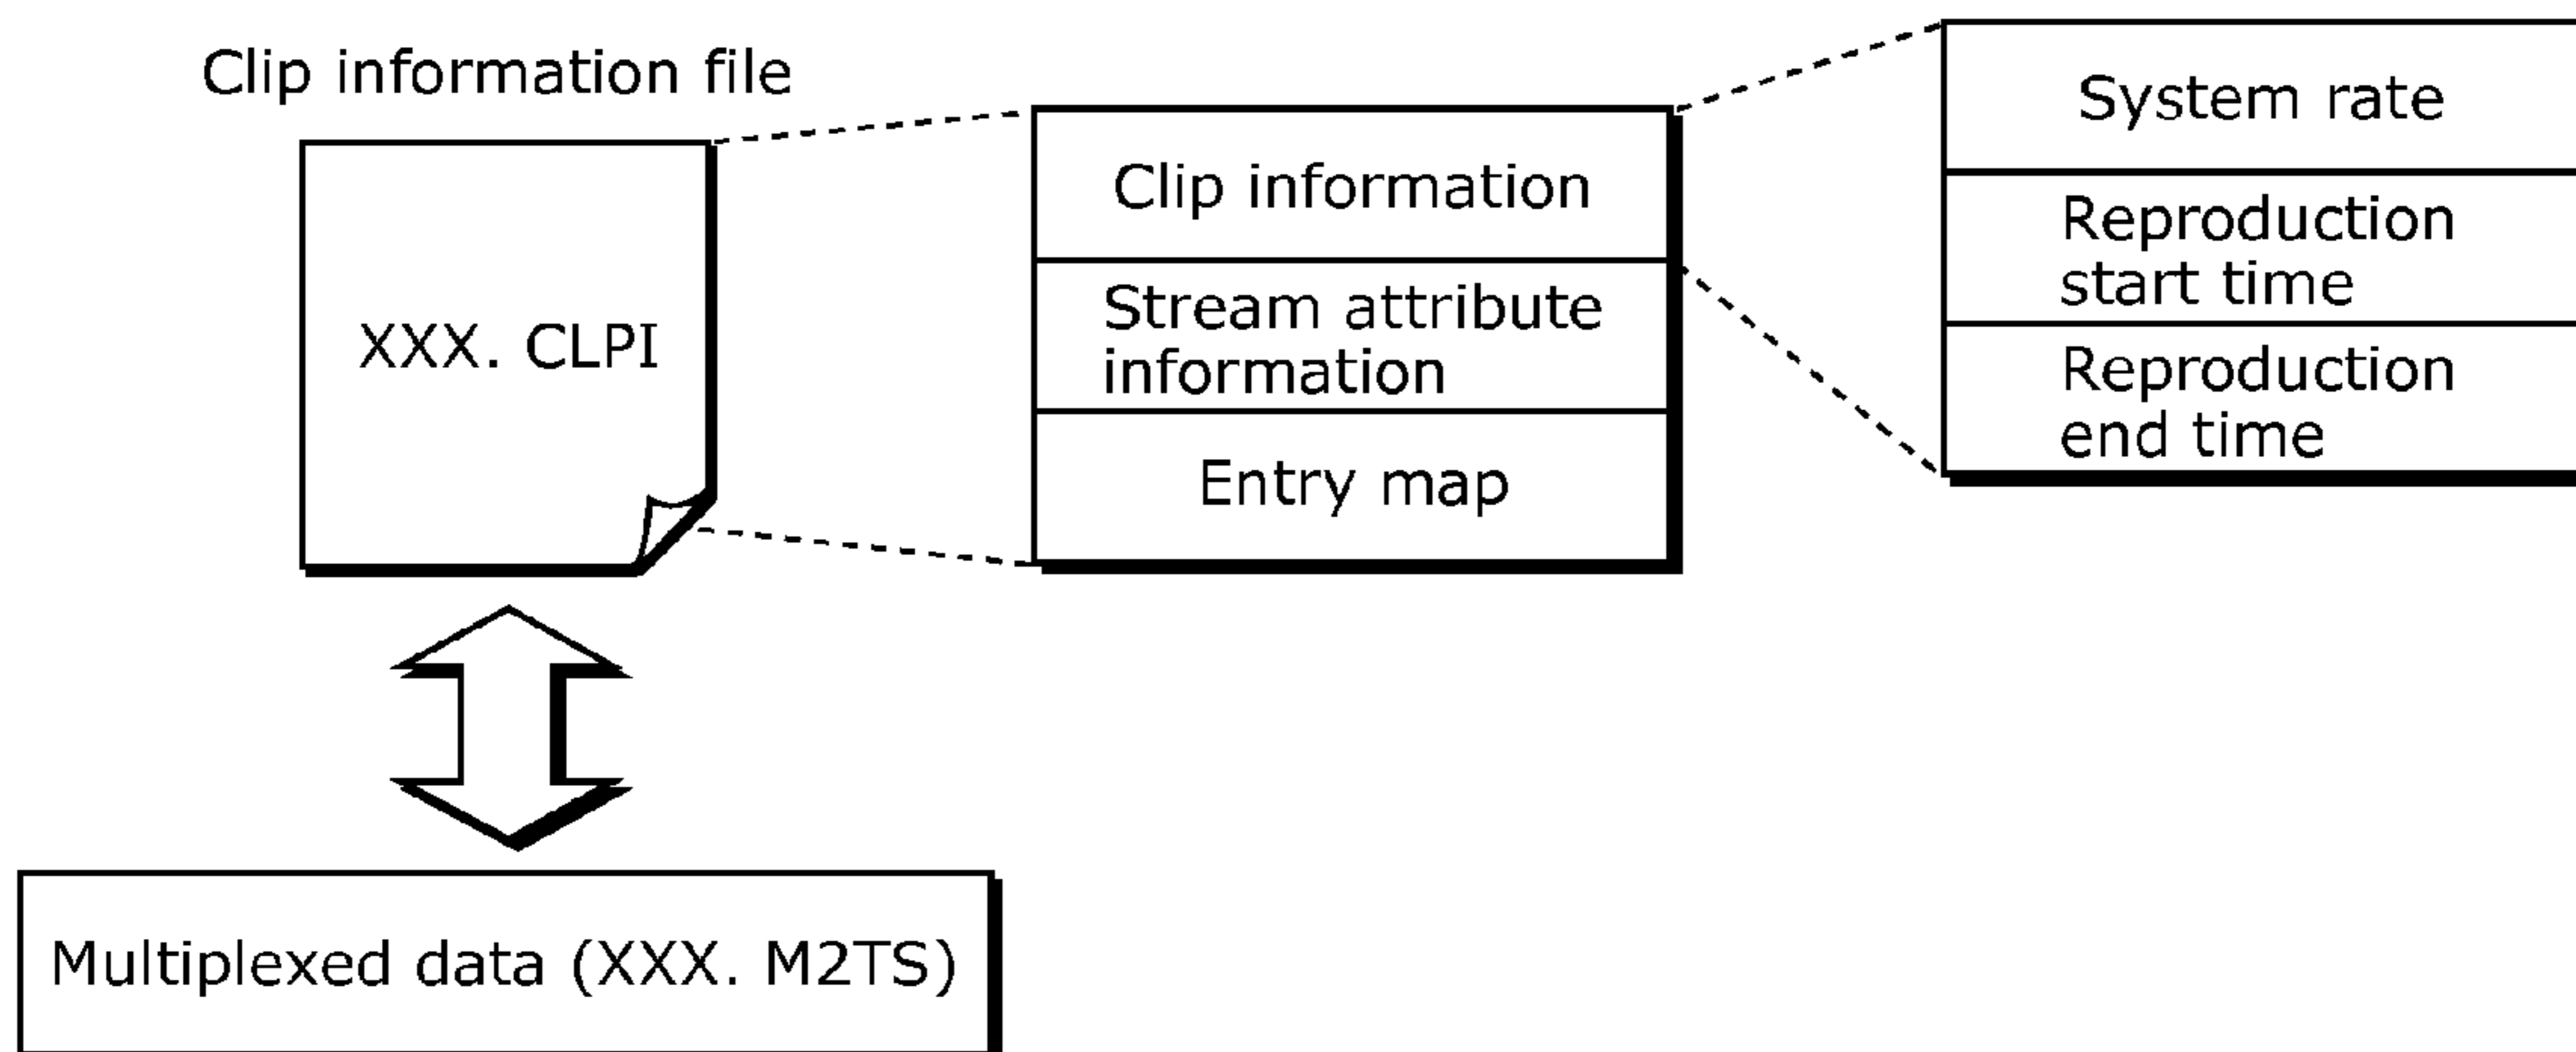 Clip information file
XXX. CLPI
Clip information
Stream attribute
information
Entry map
System rate
Reproduction
start time
Reproduction
end time
Multiplexed data (XXX. M2TS)